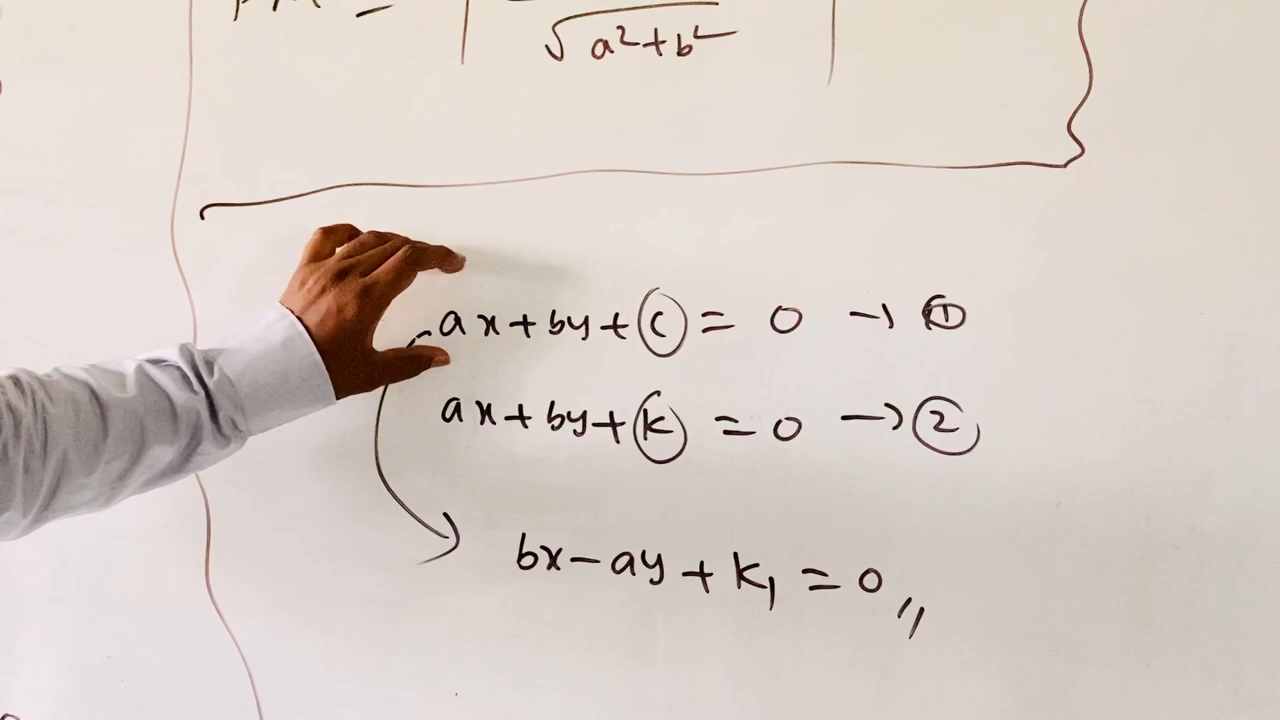 √a²+b²
ax+by+c = 0 → ①
ax+by+k = 0 → ②
bx-ay+k₁ = 0,,